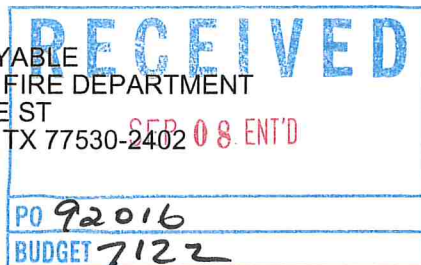 RECEIVED
YABLE
FIRE DEPARTMENT
E ST
TX 77530-2402 SEP 08 ENT'D
PO 92016
BUDGET 7122